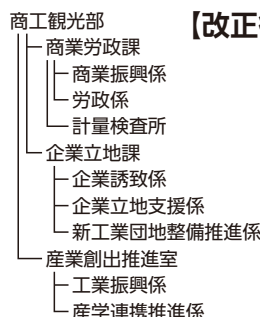 商工観光部
【改正
商業労政課
商業振興係
労政係
計量検査所
企業立地課
企業誘致係
企業立地支援係
新工業団地整備推進係
産業創出推進室
工業振興係
産学連携推進係